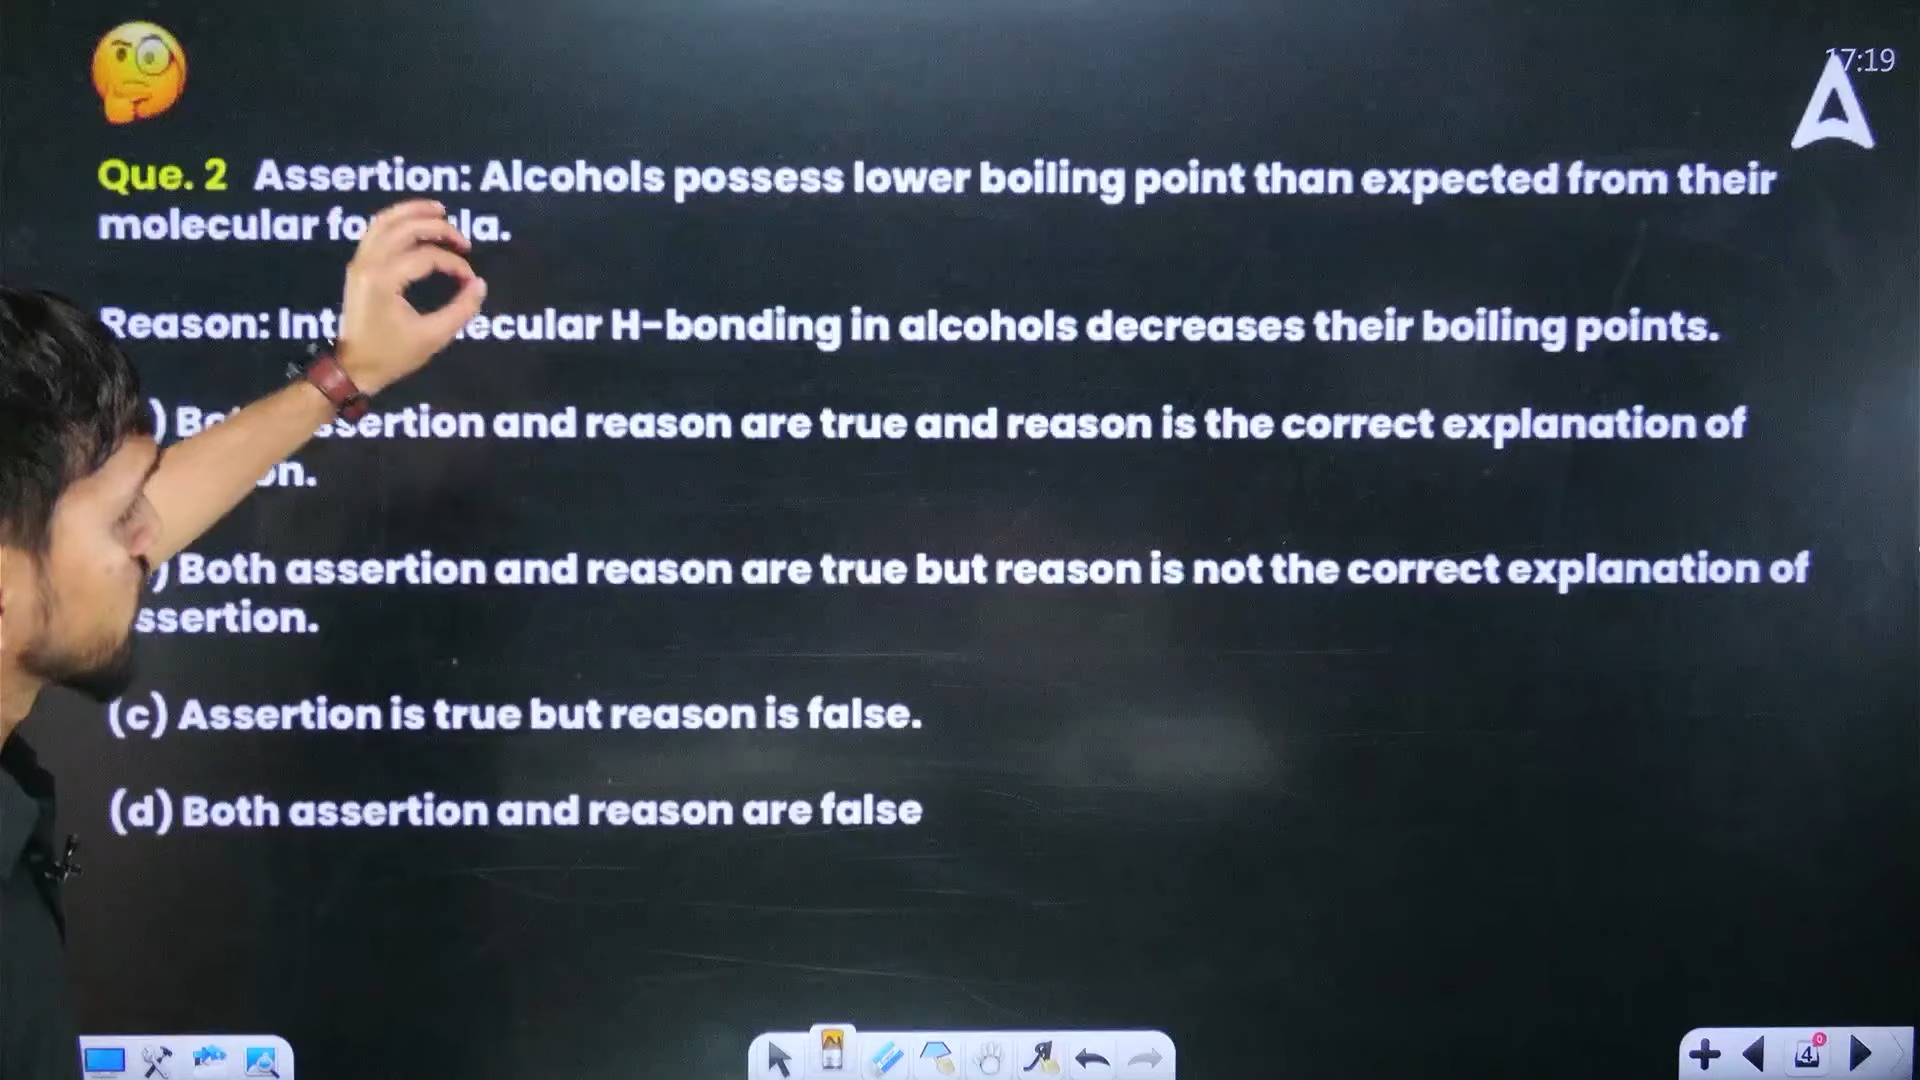 17:19
Que. 2 Assertion: Alcohols possess lower boiling point than expected from their
molecular
Reason: H-bonding in alcohols decreases their boiling points.
and reason are true and reason is the correct explanation of
Both assertion and reason are true but reason is not the correct explanation of
(c) Assertion is true but reason is false.
(d) Both assertion and reason are false
4
0